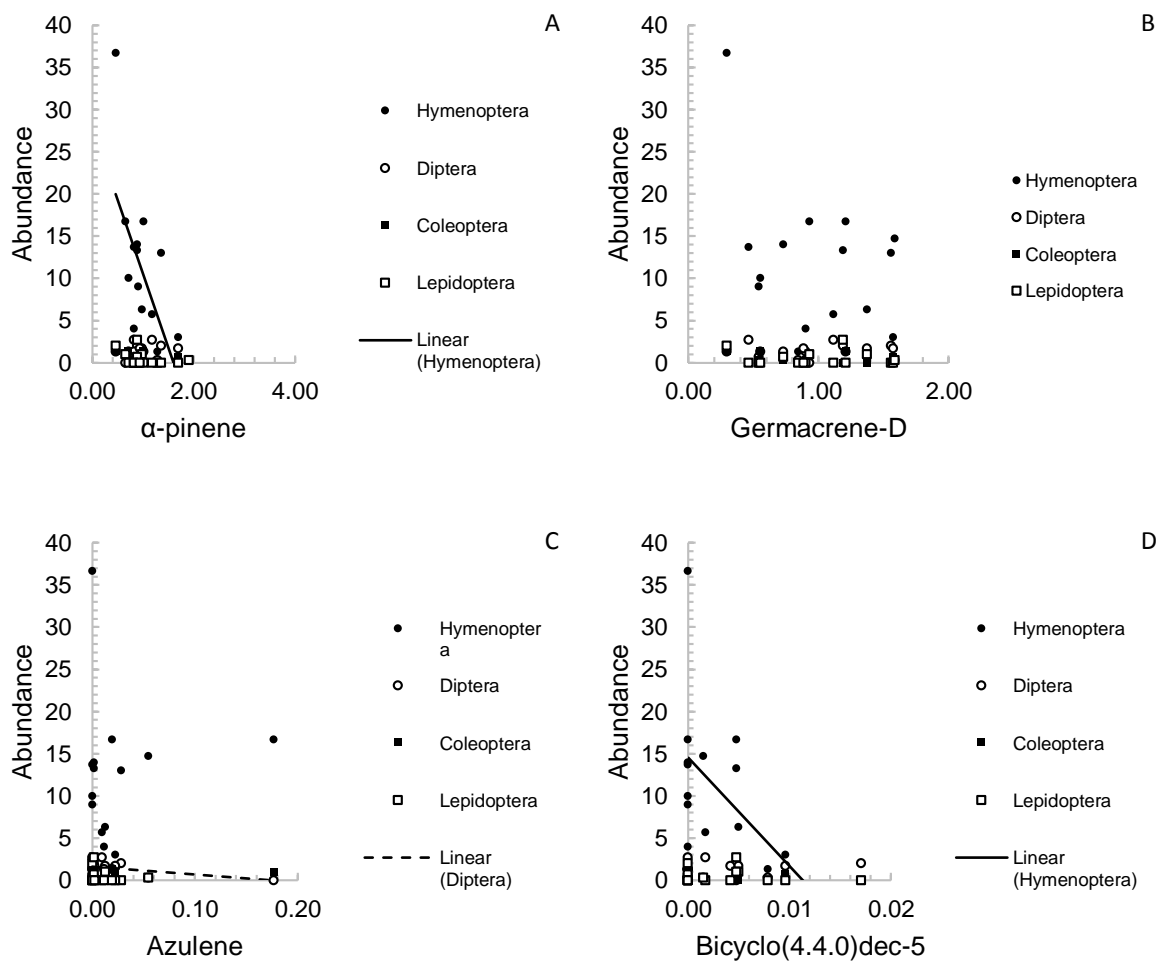 A
40
35
30
25
20
15
10
5
0
Abundance
0.00 2.00 4.00
α-pinene
Hymenoptera
Diptera
Coleoptera
Lepidoptera
Linear
(Hymenoptera)
B
40
35
30
25
20
15
10
5
0
Abundance
0.00 1.00 2.00
Germacrene-D
Hymenoptera
Diptera
Coleoptera
Lepidoptera
C
40
35
30
25
20
15
10
5
0
Abundance
0.00 0.10 0.20
Azulene
Hymenopter
a
Diptera
Coleoptera
Lepidoptera
Linear
(Diptera)
D
40
35
30
25
20
15
10
5
0
Abundance
0.00 0.01 0.02
Bicyclo(4.4.0)dec-5
Hymenoptera
Diptera
Coleoptera
Lepidoptera
Linear
(Hymenoptera)